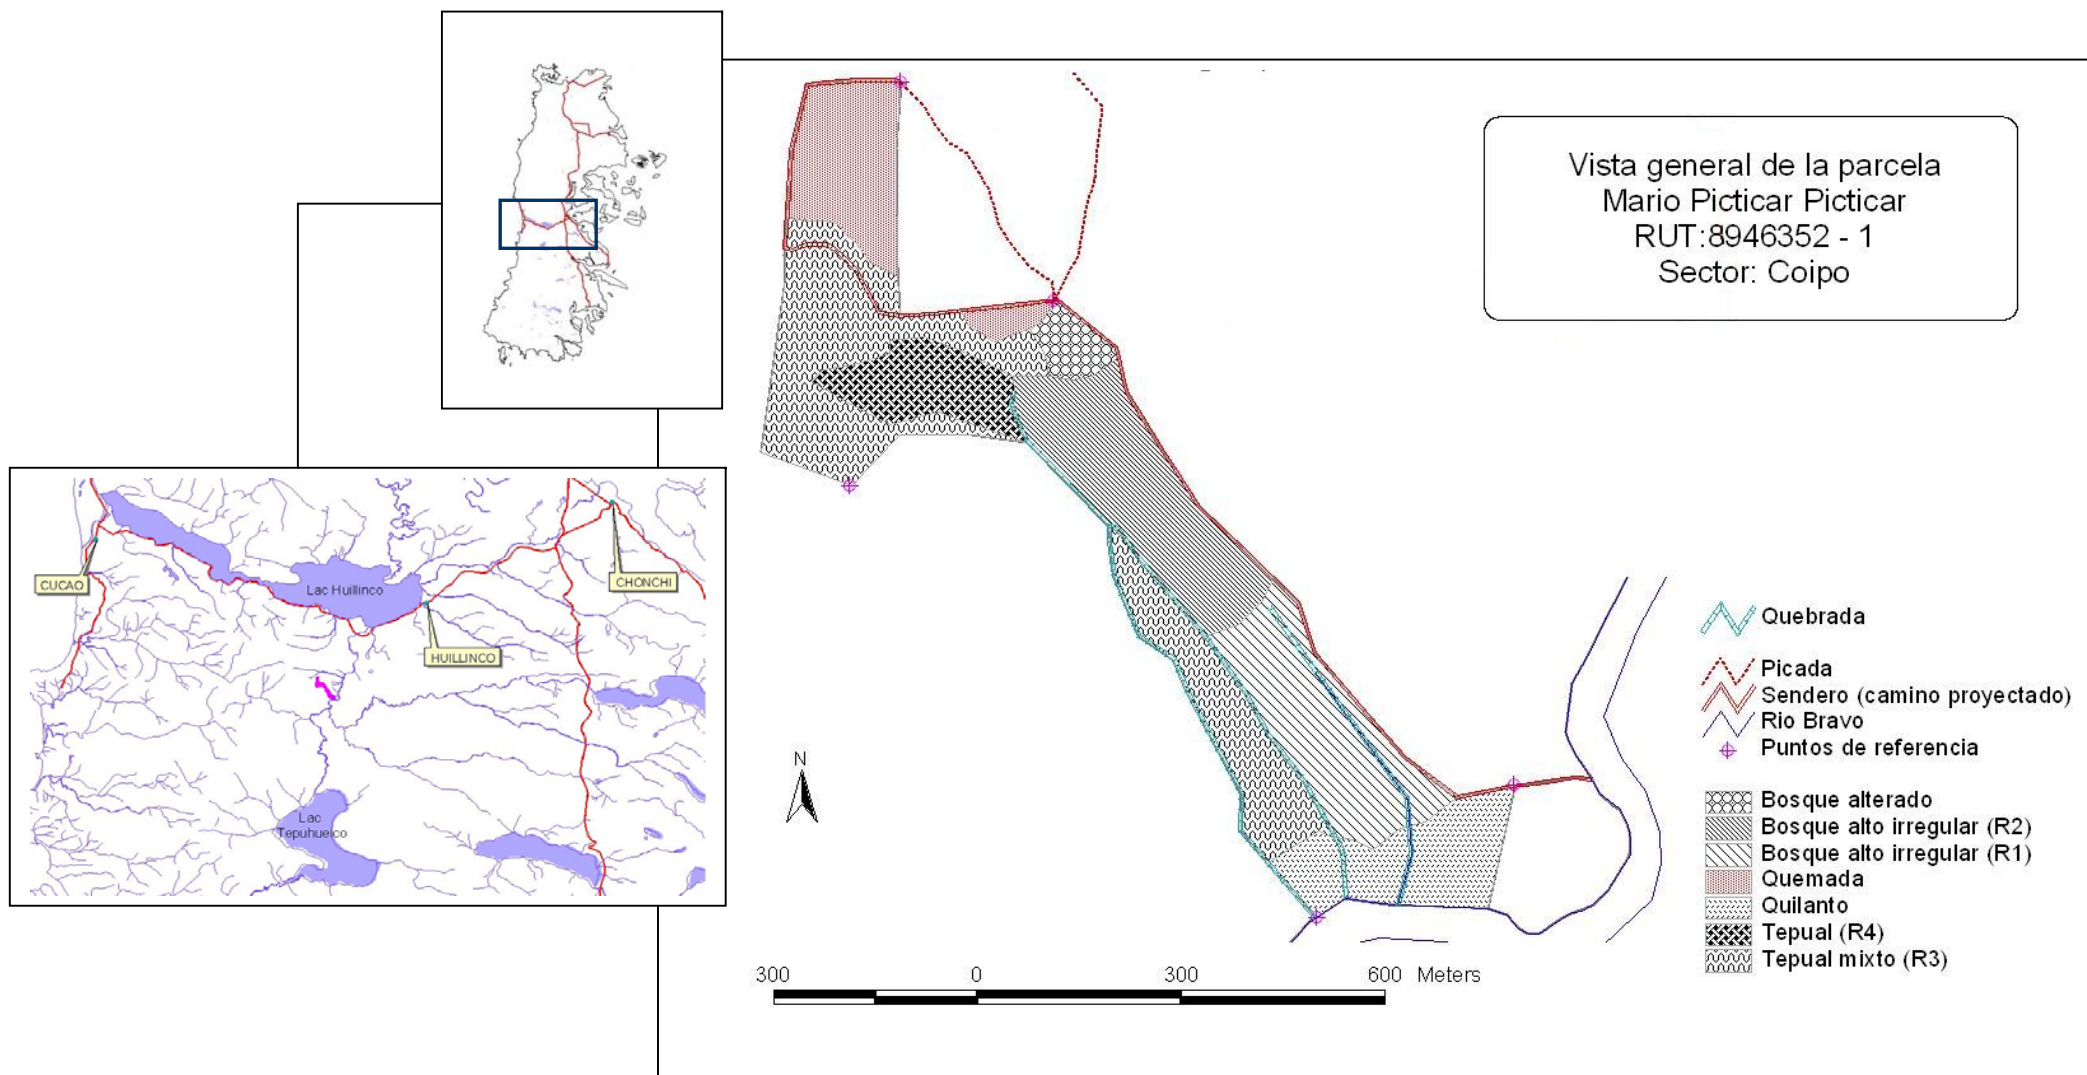 Vista general de la parcela
Mario Picticar Picticar
RUT:8946352 - 1
Sector: Coipo
CUCAO
Lac Huillinco
CHONCHI
HUILLINCO
Lac
Tepuhueico
N
Quebrada
Picada
Sendero (camino proyectado)
Rio Bravo
Puntos de referencia
Bosque alterado
Bosque alto irregular (R2)
Bosque alto irregular (R1)
Quemada
Quilanto
Tepual (R4)
Tepual mixto (R3)
300 0 300 600 Meters